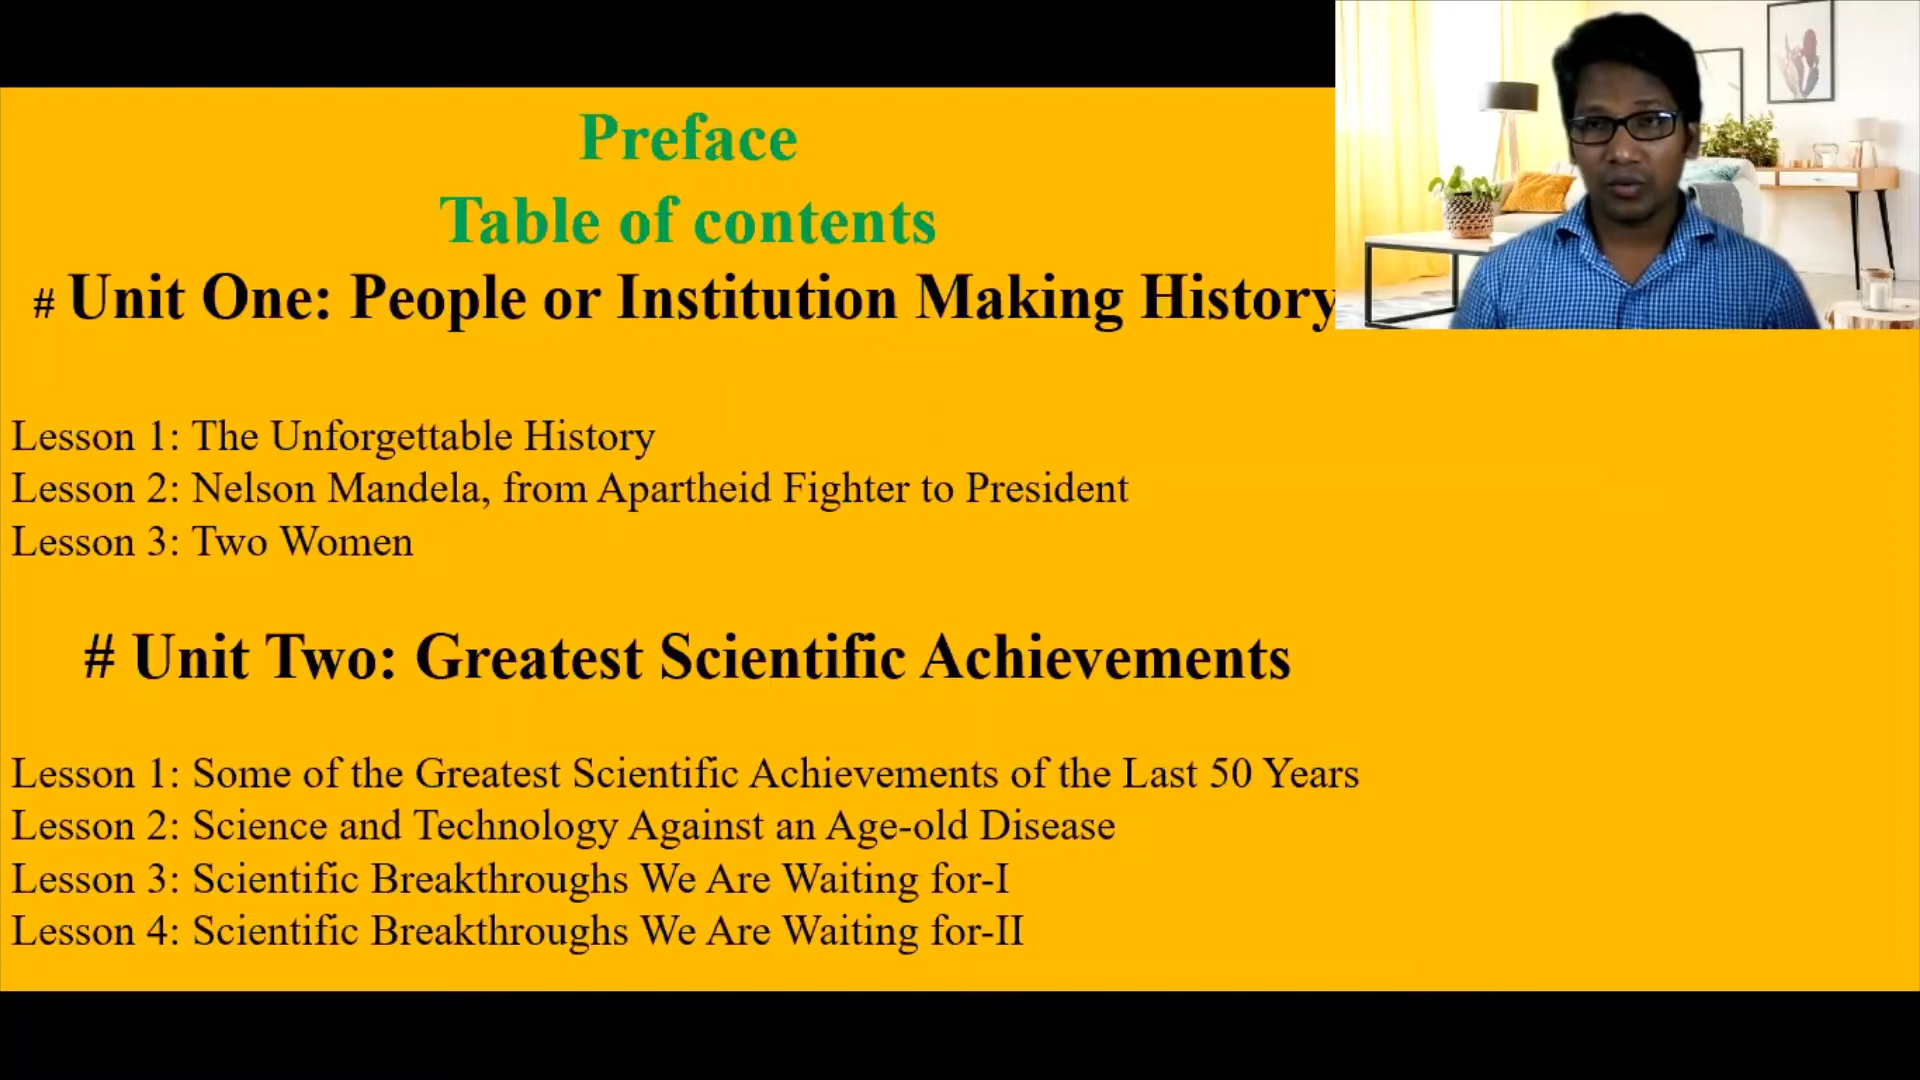 Preface
Table of contents
# Unit One: People or Institution Making History
Lesson 1: The Unforgettable History
Lesson 2: Nelson Mandela, from Apartheid Fighter to President
Lesson 3: Two Women
# Unit Two: Greatest Scientific Achievements
Lesson 1: Some of the Greatest Scientific Achievements of the Last 50 Years
Lesson 2: Science and Technology Against an Age-old Disease
Lesson 3: Scientific Breakthroughs We Are Waiting for-I
Lesson 4: Scientific Breakthroughs We Are Waiting for-II